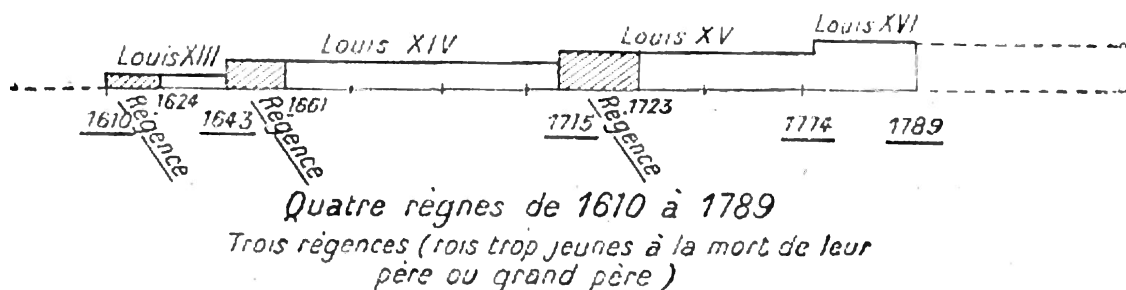 Louis XIII Louis XIV Louis XV Louis XVI
1610 1624 1643 1661 1715 1723 1774 1789
Régence Régence Régence
Quatre règnes de 1610 à 1789
Trois régences (rois trop jeunes à la mort de leur
père ou grand père)